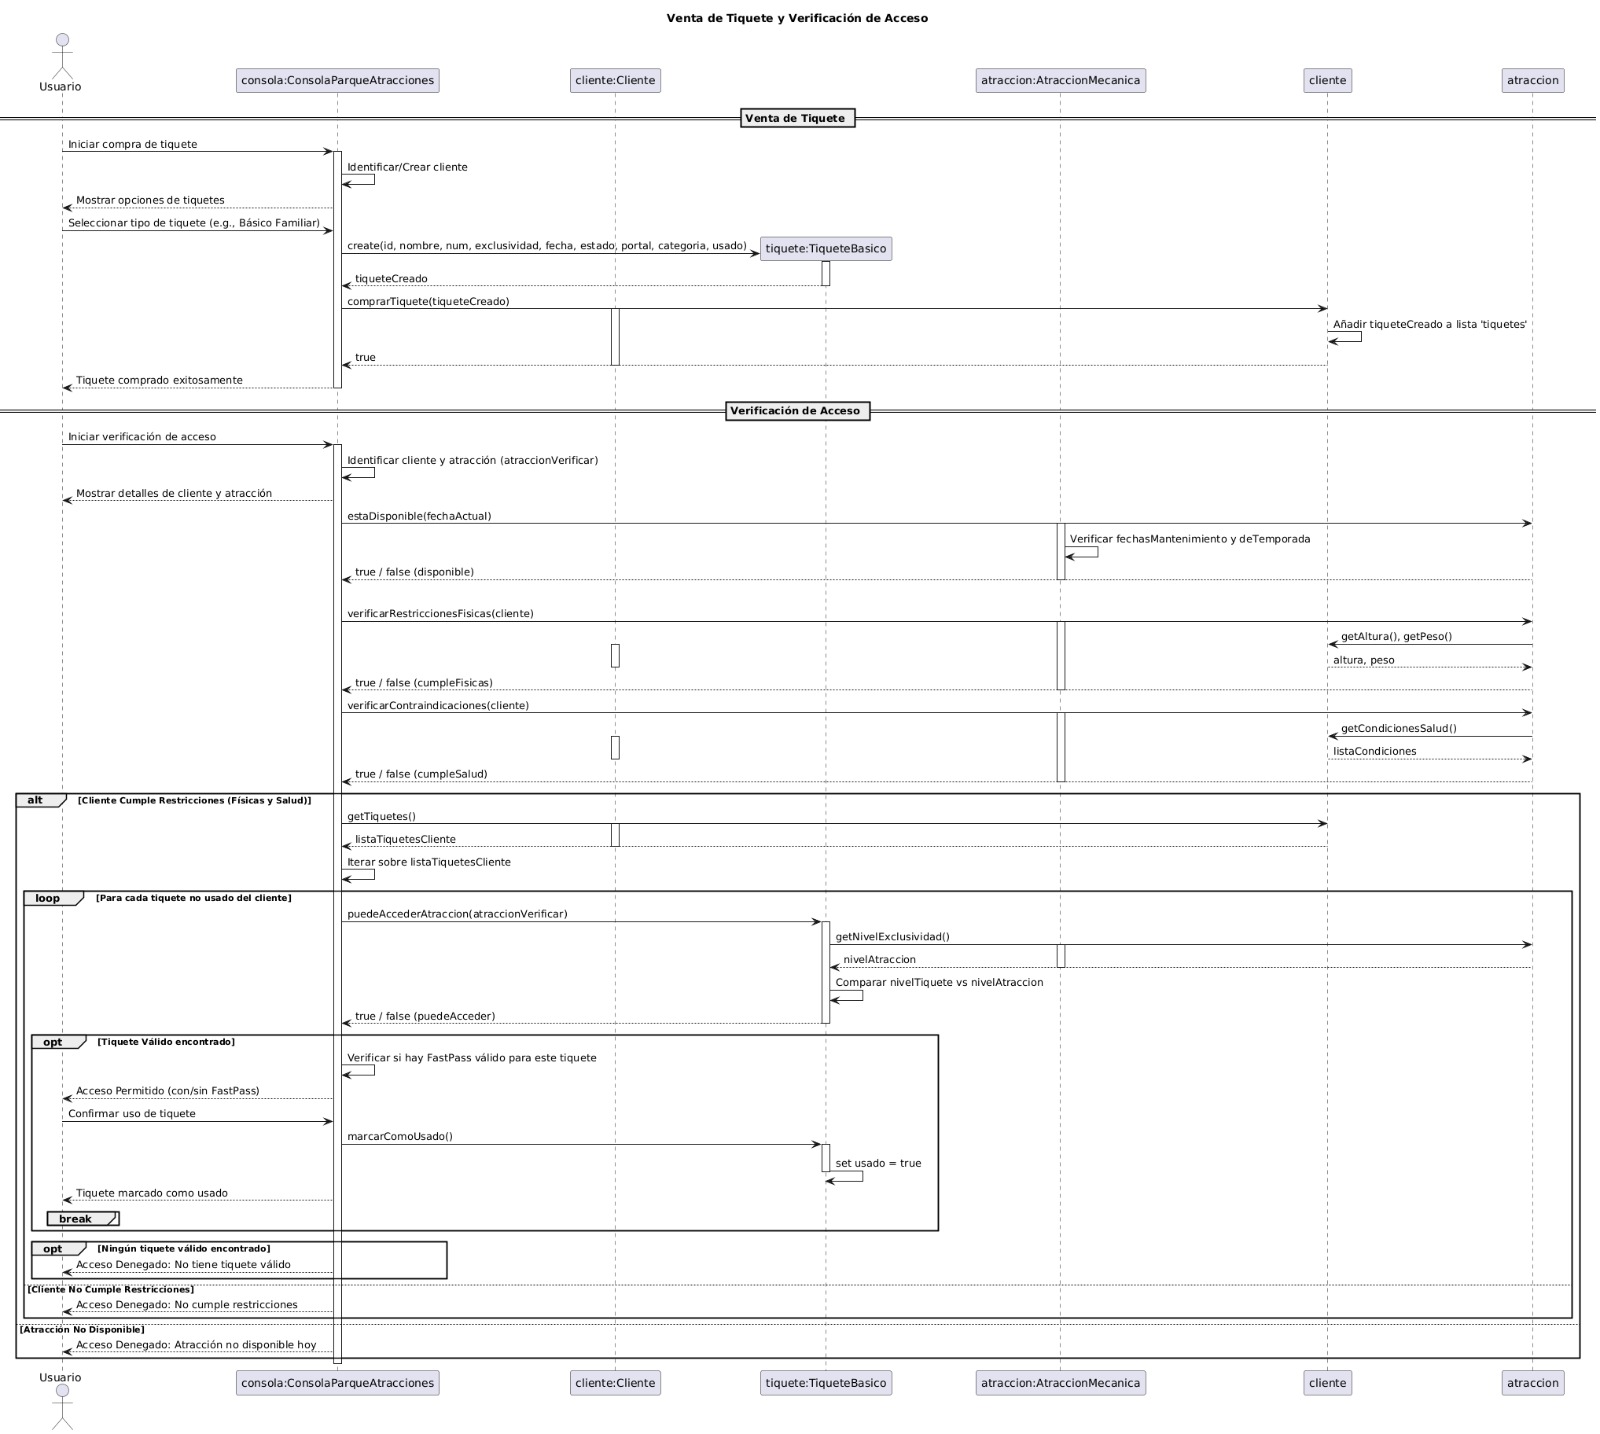 Venta de Tiquete y Verificación de Acceso
Usuario
consola:ConsolaParqueAtracciones
cliente:Cliente
atraccion:AtraccionMecanica
cliente
atraccion
Venta de Tiquete
Iniciar compra de tiquete
Identificar/Crear cliente
Mostrar opciones de tiquetes
Seleccionar tipo de tiquete (e.g., Básico Familiar)
create(id, nombre, num, exclusividad, fecha, estado, portal, categoria, usado)
tiquete:TiqueteBasico
tiqueteCreado
comprarTiquete(tiqueteCreado)
Añadir tiqueteCreado a lista 'tiquetes'
true
Tiquete comprado exitosamente
Verificación de Acceso
Iniciar verificación de acceso
Identificar cliente y atracción (atraccionVerificar)
Mostrar detalles de cliente y atracción
estaDisponible(fechaActual)
Verificar fechasMantenimiento y deTemporada
true / false (disponible)
verificarRestriccionesFisicas(cliente)
getAltura(), getPeso()
altura, peso
true / false (cumpleFisicas)
verificarContraindicaciones(cliente)
getCondicionesSalud()
listaCondiciones
true / false (cumpleSalud)
alt [Cliente Cumple Restricciones (Físicas y Salud)]
getTiquetes()
listaTiquetesCliente
Iterar sobre listaTiquetesCliente
loop [Para cada tiquete no usado del cliente]
puedeAccederAtraccion(atraccionVerificar)
getNivelExclusividad()
nivelAtraccion
Comparar nivelTiquete vs nivelAtraccion
true / false (puedeAcceder)
opt [Tiquete Válido encontrado]
Verificar si hay FastPass válido para este tiquete
Acceso Permitido (con/sin FastPass)
Confirmar uso de tiquete
marcarComoUsado()
set usado = true
Tiquete marcado como usado
break
opt [Ningún tiquete válido encontrado]
Acceso Denegado: No tiene tiquete válido
[Cliente No Cumple Restricciones]
Acceso Denegado: No cumple restricciones
[Atracción No Disponible]
Acceso Denegado: Atracción no disponible hoy
Usuario
consola:ConsolaParqueAtracciones
cliente:Cliente
tiquete:TiqueteBasico
atraccion:AtraccionMecanica
cliente
atraccion